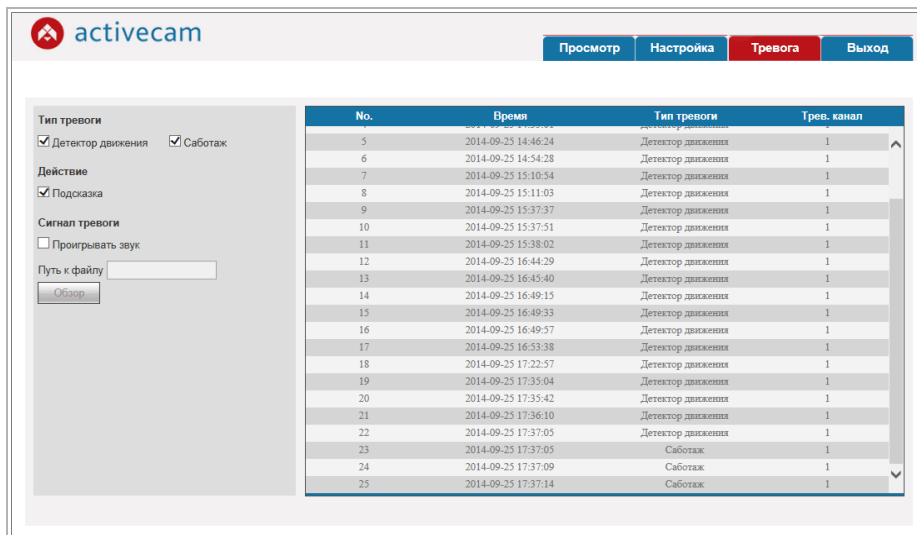 activecam
Просмотр Настройка Тревога Выход
Тип тревоги
Детектор движения Саботаж
Действие
Подсказка
Сигнал тревоги
Проигрывать звук
Путь к файлу
Обзор
No. Время Тип тревоги Трев. канал
5 2014-09-25 14:46:24 Детектор движения 1
6 2014-09-25 14:54:28 Детектор движения 1
7 2014-09-25 15:10:54 Детектор движения 1
8 2014-09-25 15:11:03 Детектор движения 1
9 2014-09-25 15:37:37 Детектор движения 1
10 2014-09-25 15:37:51 Детектор движения 1
11 2014-09-25 15:38:02 Детектор движения 1
12 2014-09-25 16:44:29 Детектор движения 1
13 2014-09-25 16:45:40 Детектор движения 1
14 2014-09-25 16:49:15 Детектор движения 1
15 2014-09-25 16:49:33 Детектор движения 1
16 2014-09-25 16:49:57 Детектор движения 1
17 2014-09-25 16:53:38 Детектор движения 1
18 2014-09-25 17:22:57 Детектор движения 1
19 2014-09-25 17:35:04 Детектор движения 1
20 2014-09-25 17:35:42 Детектор движения 1
21 2014-09-25 17:36:10 Детектор движения 1
22 2014-09-25 17:37:05 Детектор движения 1
23 2014-09-25 17:37:05 Саботаж 1
24 2014-09-25 17:37:09 Саботаж 1
25 2014-09-25 17:37:14 Саботаж 1